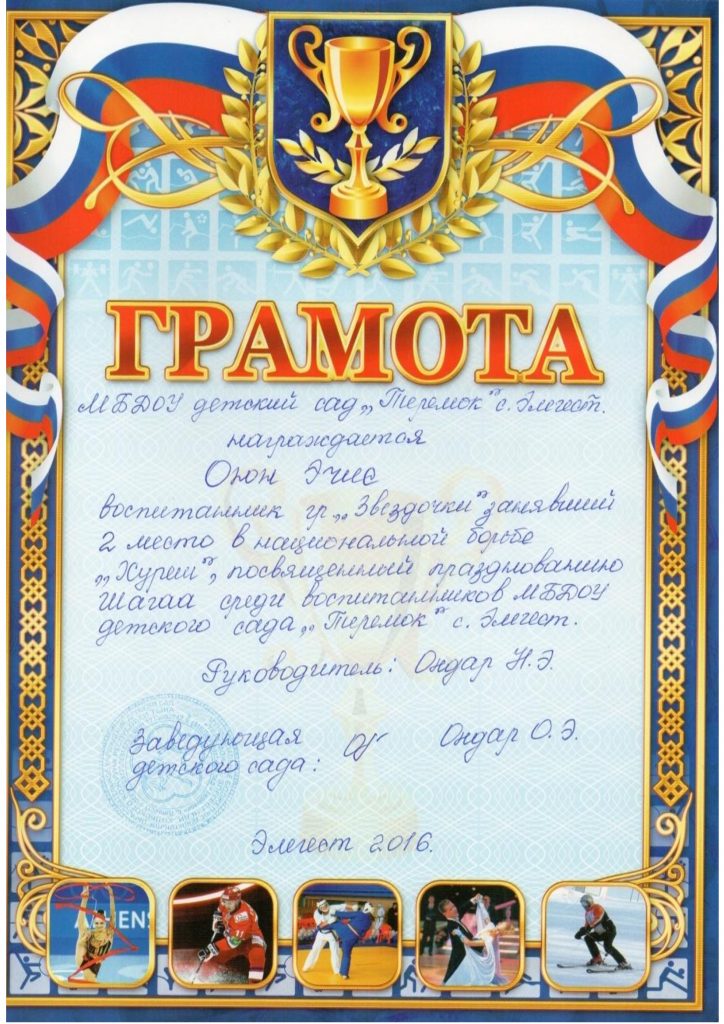 ГРАМОТА
МБДОУ детский сад „Теремок" с. Элегест.
награждается
Оюн Эчис
воспитанник гр „Звездочки" занявший
2 место в национальной борьбе
„Хуреш", посвященный празднованию
Шагаа среди воспитанников МБДОУ
детского сада „Теремок" с. Элегест.
Руководитель: Ондар Н.Э.
Заведующая Ондар О.Э.
детского сада:
Элегест 2016.